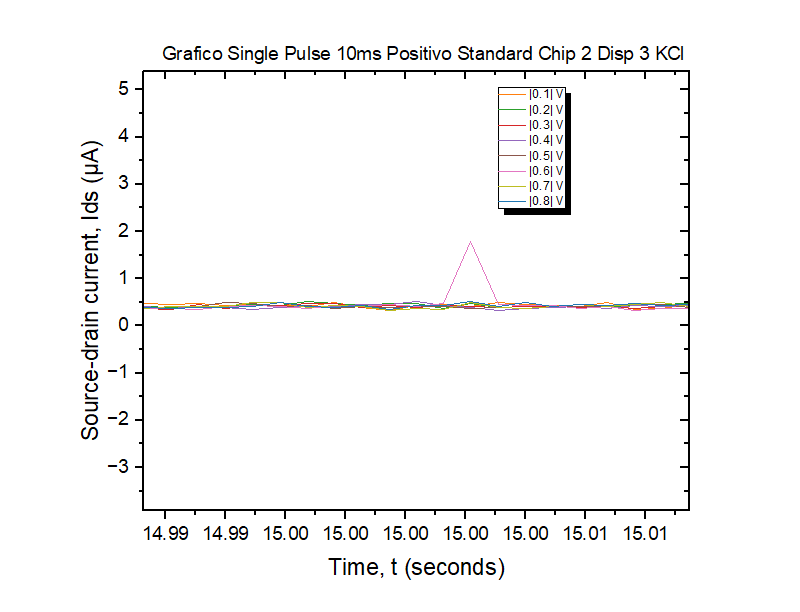 Grafico Single Pulse 10ms Positivo Standard Chip 2 Disp 3 KCl
5
4
3
2
1
0
−1
−2
−3
Source-drain current, Ids (µA)
|0.1| V
|0.2| V
|0.3| V
|0.4| V
|0.5| V
|0.6| V
|0.7| V
|0.8| V
14.99 14.99 15.00 15.00 15.00 15.00 15.00 15.01 15.01
Time, t (seconds)